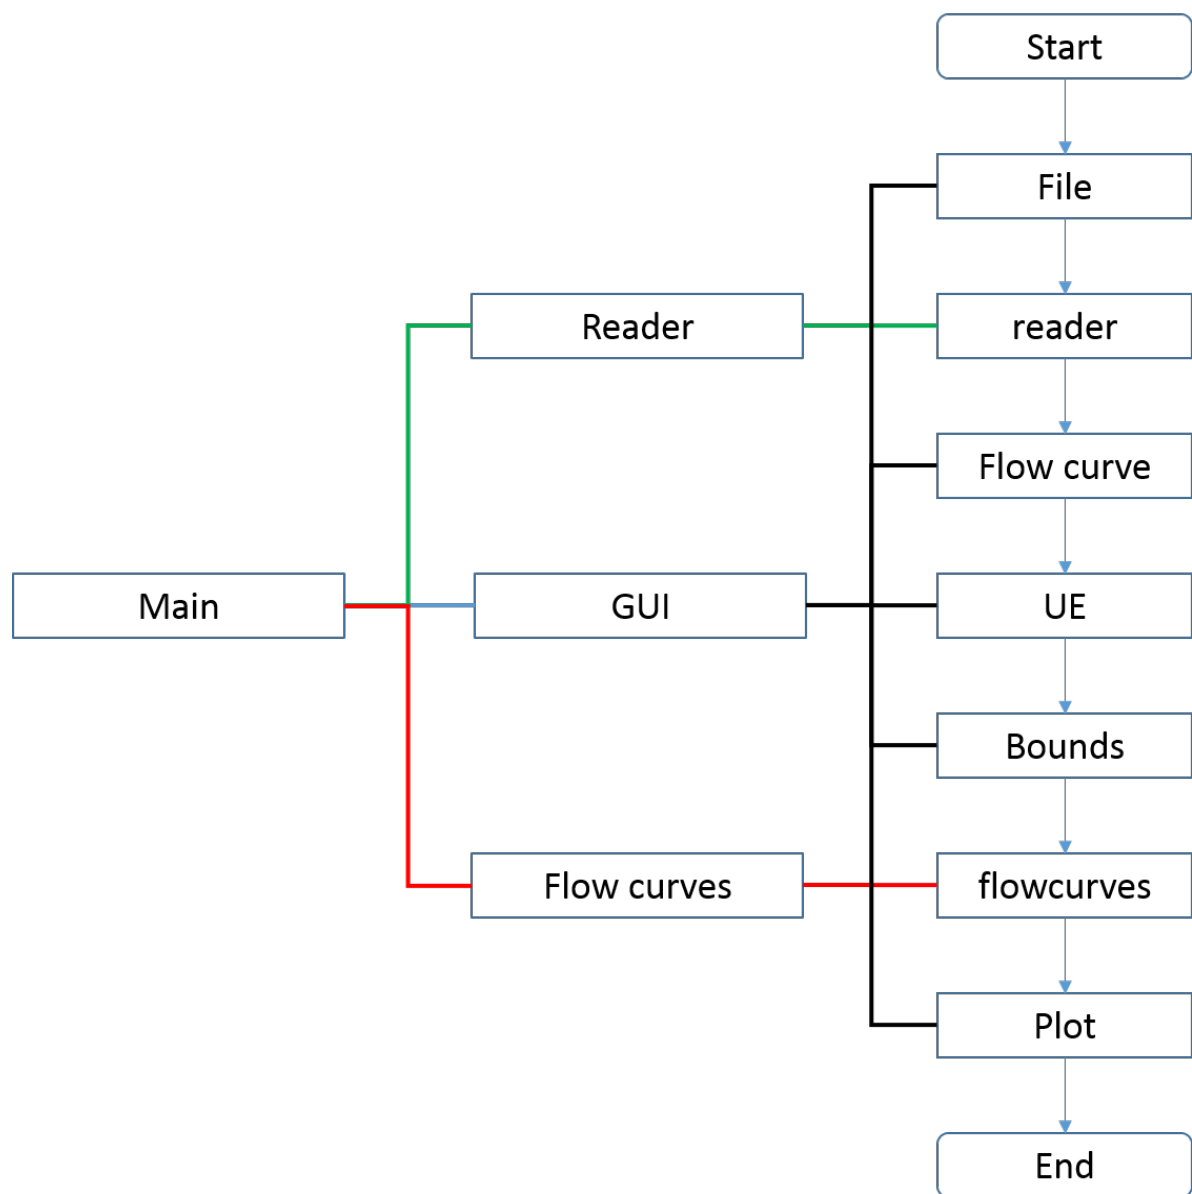 Start
File
Reader
reader
Flow curve
Main
GUI
UE
Bounds
Flow curves
flowcurves
Plot
End